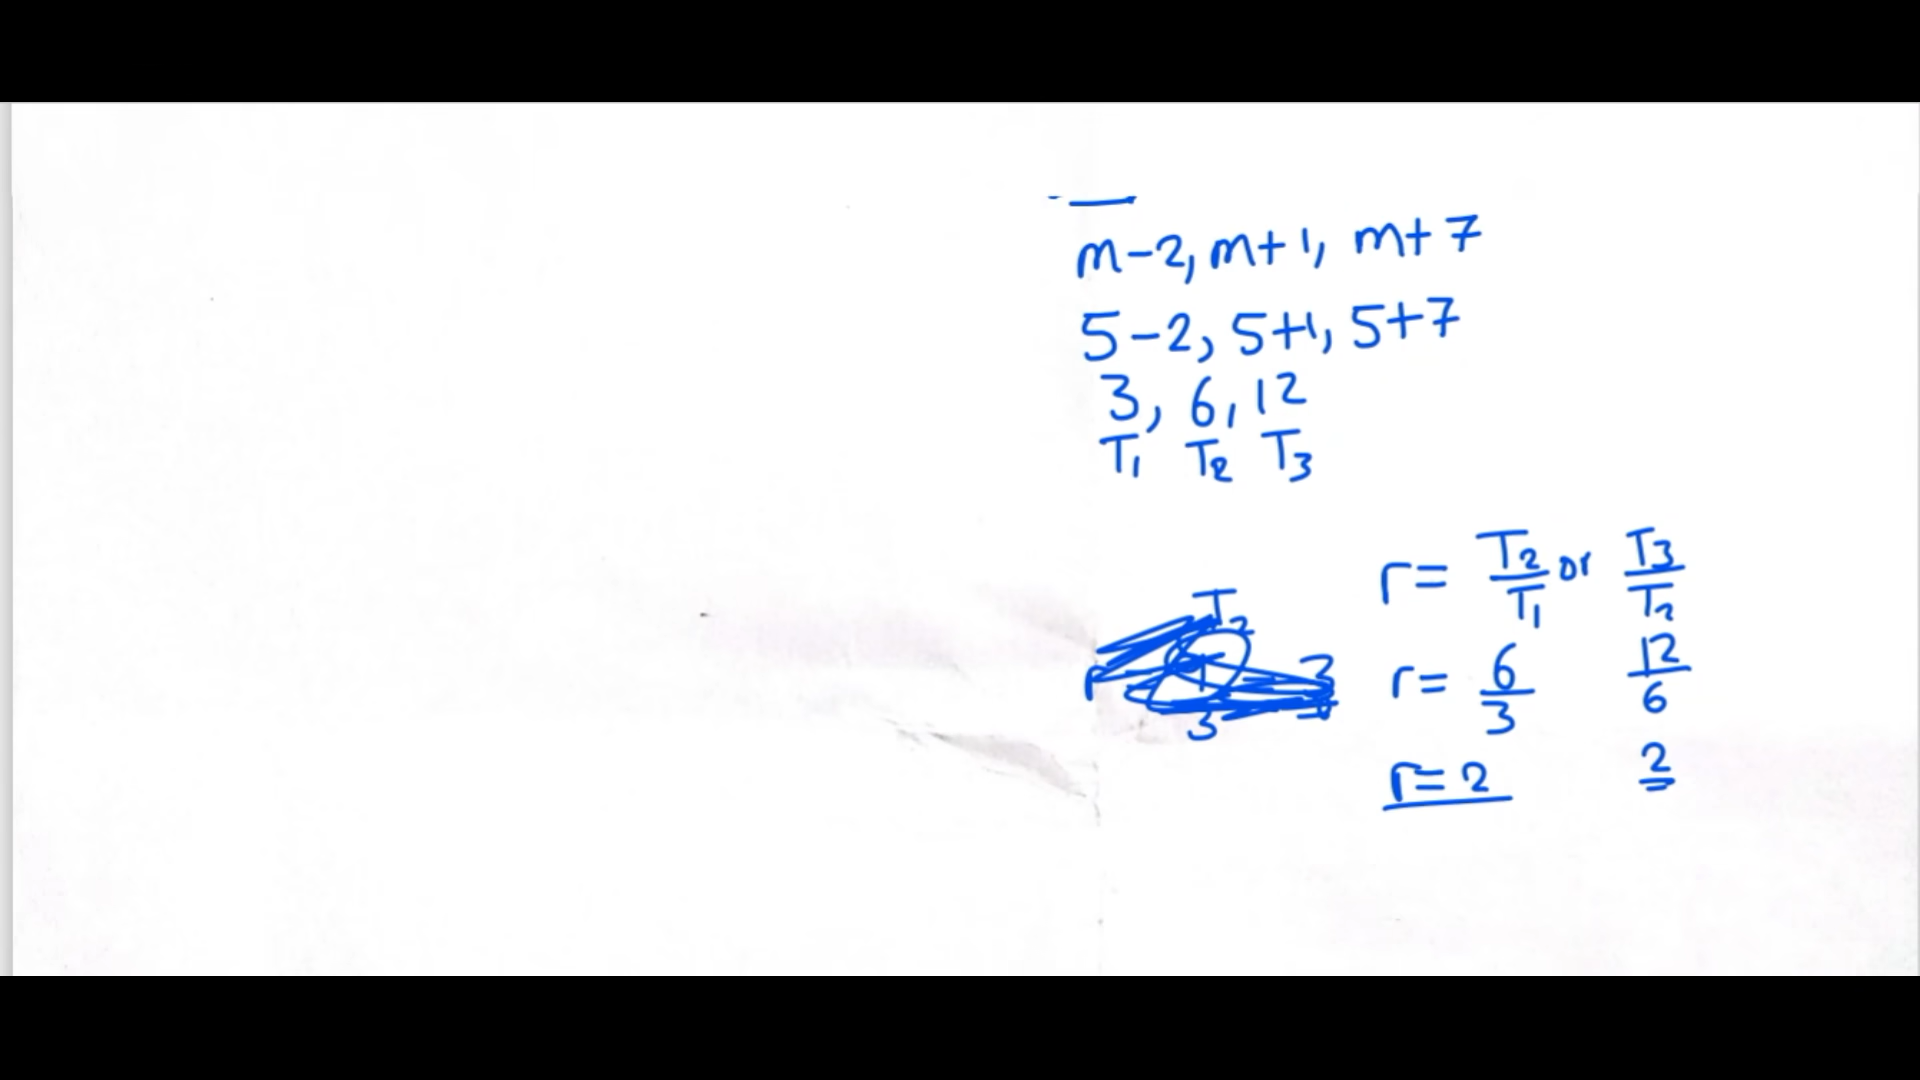 m-2, m+1, m+7
5-2, 5+1, 5+7
3, 6, 12
T₁ T₂ T₃
r= T₂/T₁ or T₃/T₂
r= 6/3 12/6
r=2 2